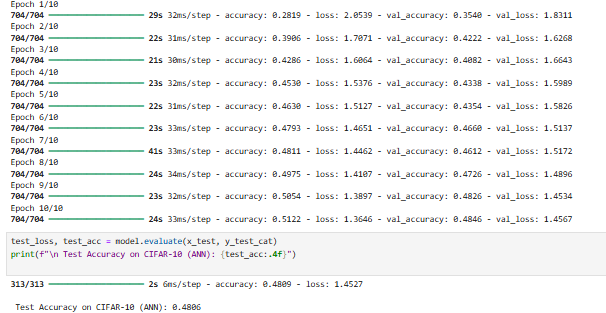 Epoch 1/10
704/704 29s 32ms/step - accuracy: 0.2819 - loss: 2.0539 - val_accuracy: 0.3540 - val_loss: 1.8311
Epoch 2/10
704/704 22s 31ms/step - accuracy: 0.3906 - loss: 1.7071 - val_accuracy: 0.4222 - val_loss: 1.6268
Epoch 3/10
704/704 21s 30ms/step - accuracy: 0.4286 - loss: 1.6064 - val_accuracy: 0.4082 - val_loss: 1.6643
Epoch 4/10
704/704 23s 32ms/step - accuracy: 0.4530 - loss: 1.5376 - val_accuracy: 0.4338 - val_loss: 1.5989
Epoch 5/10
704/704 22s 31ms/step - accuracy: 0.4630 - loss: 1.5127 - val_accuracy: 0.4354 - val_loss: 1.5826
Epoch 6/10
704/704 23s 33ms/step - accuracy: 0.4793 - loss: 1.4651 - val_accuracy: 0.4660 - val_loss: 1.5137
Epoch 7/10
704/704 41s 33ms/step - accuracy: 0.4811 - loss: 1.4462 - val_accuracy: 0.4612 - val_loss: 1.5172
Epoch 8/10
704/704 24s 34ms/step - accuracy: 0.4975 - loss: 1.4107 - val_accuracy: 0.4726 - val_loss: 1.4896
Epoch 9/10
704/704 23s 32ms/step - accuracy: 0.5054 - loss: 1.3897 - val_accuracy: 0.4826 - val_loss: 1.4534
Epoch 10/10
704/704 24s 33ms/step - accuracy: 0.5122 - loss: 1.3646 - val_accuracy: 0.4846 - val_loss: 1.4567
test_loss, test_acc = model.evaluate(x_test, y_test_cat)
print(f"\n Test Accuracy on CIFAR-10 (ANN): {test_acc:.4f}")
313/313 2s 6ms/step - accuracy: 0.4809 - loss: 1.4527
Test Accuracy on CIFAR-10 (ANN): 0.4806